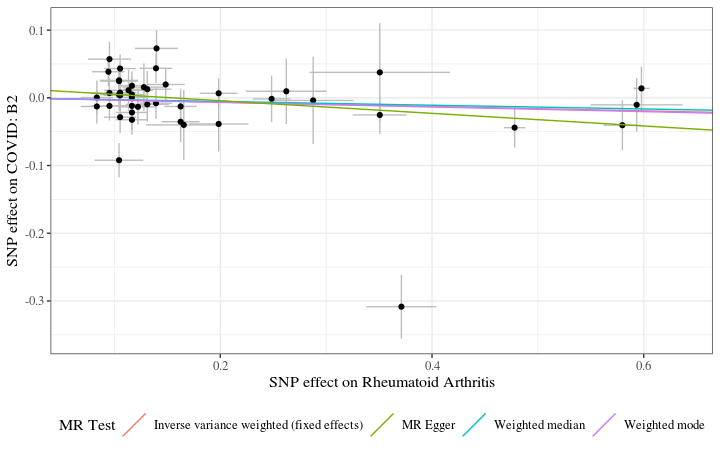 0.1
0.0
-0.1
-0.2
-0.3
SNP effect on COVID: B2
0.2
0.4
0.6
SNP effect on Rheumatoid Arthritis
MR Test
Inverse variance weighted (fixed effects)
MR Egger
Weighted median
Weighted mode